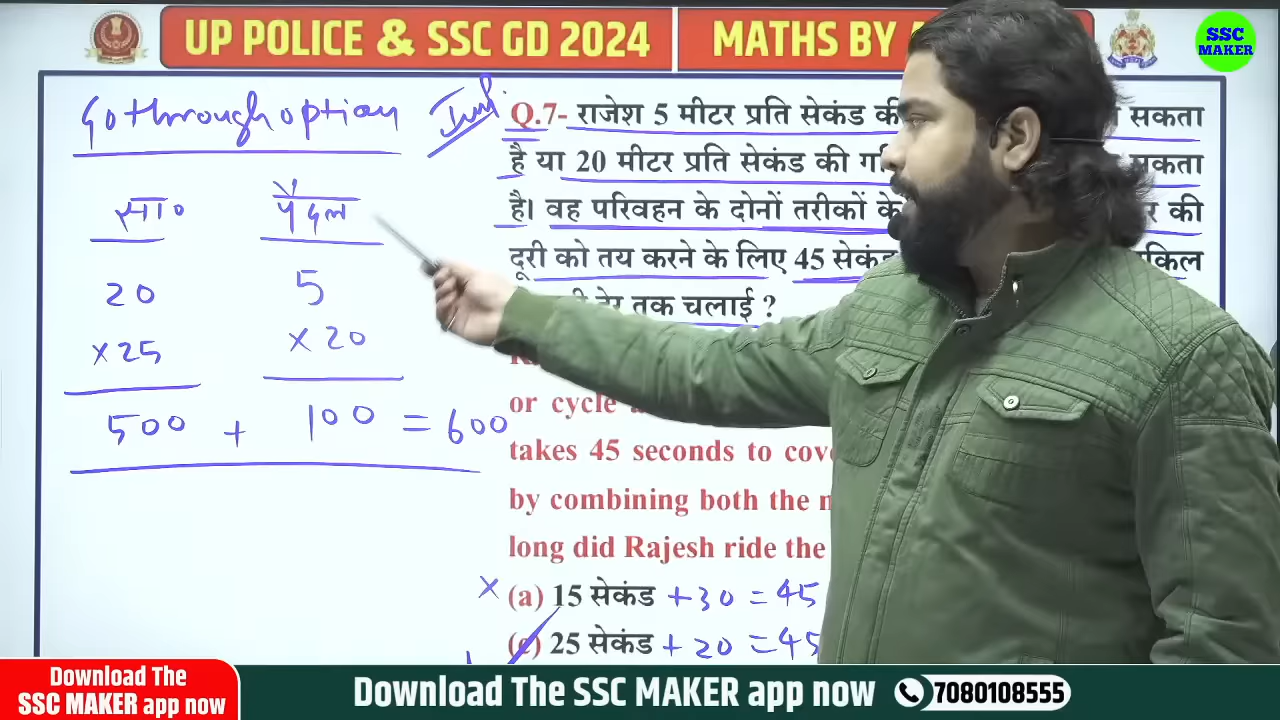 UP POLICE & SSC GD 2024
MATHS BY A
SSC
MAKER
Go through option
Q.7- राजेश 5 मीटर प्रति सेकंड की सकता
है या 20 मीटर प्रति सेकंड की सकता
है। वह परिवहन के दोनों तरीकों के र की
दूरी को तय करने के लिए 45 सेकंड किल
तक चलाई ?
or cycle
takes 45 seconds to cov
by combining both the
long did Rajesh ride the
(a) 15 सेकंड +30 = 45
(c) 25 सेकंड +20 = 45
सा० पैदल
20 5
×25 ×20
500 + 100 = 600
Download The
SSC MAKER app now
Download The SSC MAKER app now
7080108555